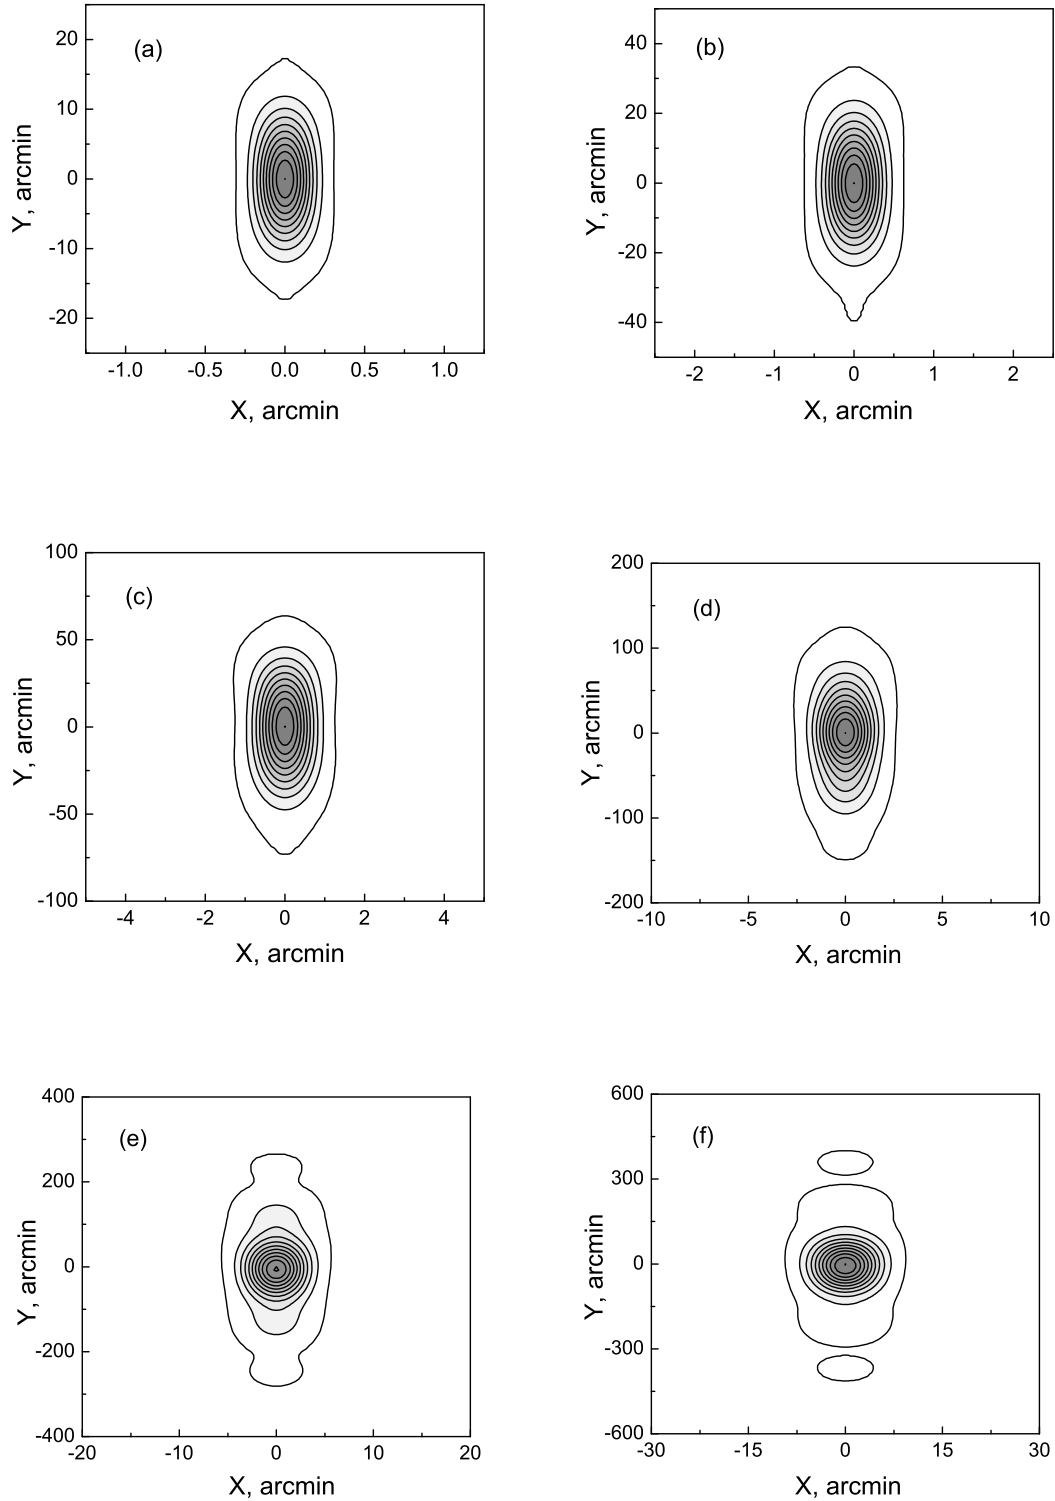 (a)
20
10
0
-10
-20
Y, arcmin
-1.0 -0.5 0.0 0.5 1.0
X, arcmin
(b)
40
20
0
-20
-40
Y, arcmin
-2 -1 0 1 2
X, arcmin
(c)
100
50
0
-50
-100
Y, arcmin
-4 -2 0 2 4
X, arcmin
(d)
200
100
0
-100
-200
Y, arcmin
-10 -5 0 5 10
X, arcmin
(e)
400
200
0
-200
-400
Y, arcmin
-20 -10 0 10 20
X, arcmin
(f)
600
300
0
-300
-600
Y, arcmin
-30 -15 0 15 30
X, arcmin